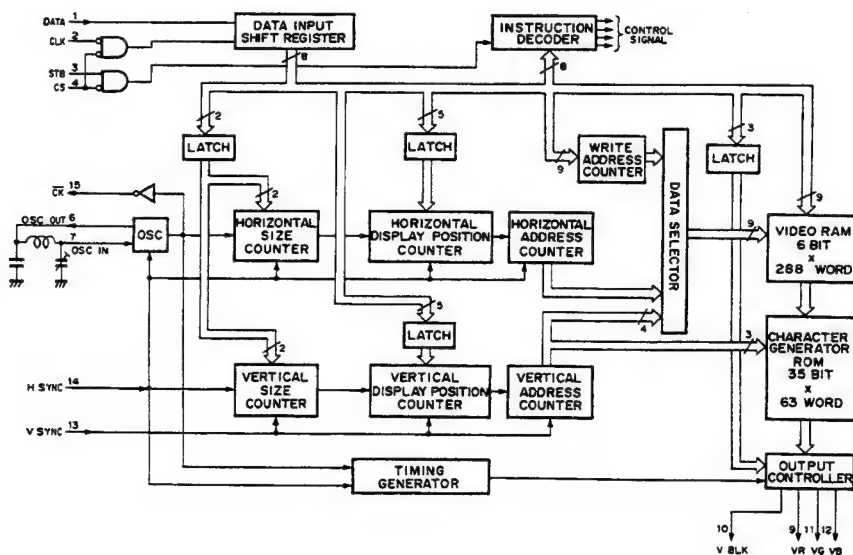 DATA 1
CLK 2
STB 3
CS 4
DATA INPUT
SHIFT REGISTER
8
INSTRUCTION
DECODER
CONTROL
SIGNAL
8
2
LATCH
5
LATCH
9
WRITE
ADDRESS
COUNTER
DATA SELECTOR
3
LATCH
9
CK 15
OSC OUT 6
7
OSC IN
OSC
2
HORIZONTAL
SIZE
COUNTER
HORIZONTAL
DISPLAY POSITION
COUNTER
HORIZONTAL
ADDRESS
COUNTER
9
VIDEO RAM
6 BIT
x
288 WORD
5
LATCH
4
3
CHARACTER
GENERATOR
ROM
35 BIT
x
63 WORD
2
H SYNC 14
VERTICAL
SIZE
COUNTER
VERTICAL
DISPLAY POSITION
COUNTER
VERTICAL
ADDRESS
COUNTER
V SYNC 13
TIMING
GENERATOR
OUTPUT
CONTROLLER
10
9
11
12
V BLK
VR
VG
VB